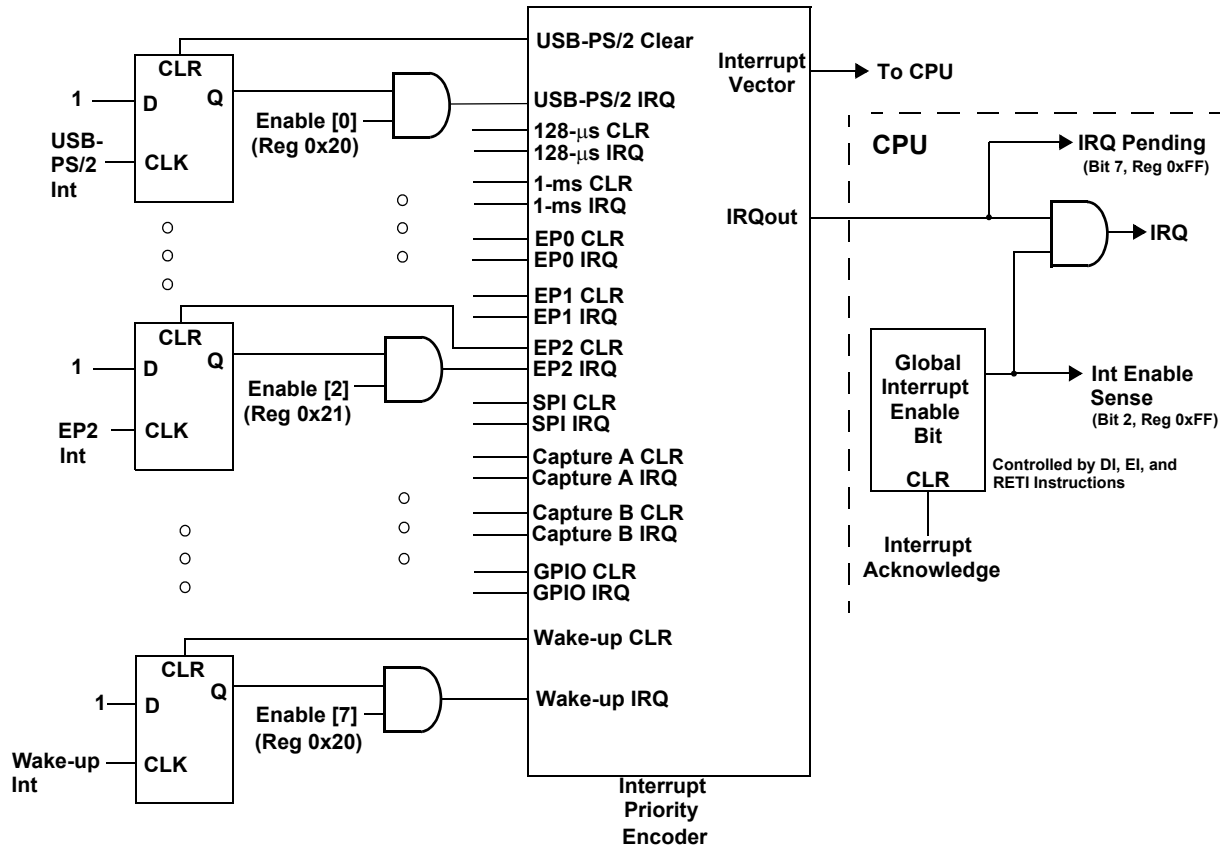 USB-PS/2 Clear
CLR
Q
1
D
USB-
PS/2
Int
CLK
Enable [0]
(Reg 0x20)
USB-PS/2 IRQ
128-μs CLR
128-μs IRQ
1-ms CLR
1-ms IRQ
EP0 CLR
EP0 IRQ
EP1 CLR
EP1 IRQ
CLR
Q
1
D
EP2
Int
CLK
Enable [2]
(Reg 0x21)
EP2 CLR
EP2 IRQ
SPI CLR
SPI IRQ
Capture A CLR
Capture A IRQ
Capture B CLR
Capture B IRQ
GPIO CLR
GPIO IRQ
Wake-up CLR
CLR
Q
1
D
Wake-up
Int
CLK
Enable [7]
(Reg 0x20)
Wake-up IRQ
Interrupt
Priority
Encoder
Interrupt
Vector
To CPU
CPU
IRQ Pending
(Bit 7, Reg 0xFF)
IRQout
IRQ
Global
Interrupt
Enable
Bit
CLR
Int Enable
Sense
(Bit 2, Reg 0xFF)
Controlled by DI, EI, and
RETI Instructions
Interrupt
Acknowledge